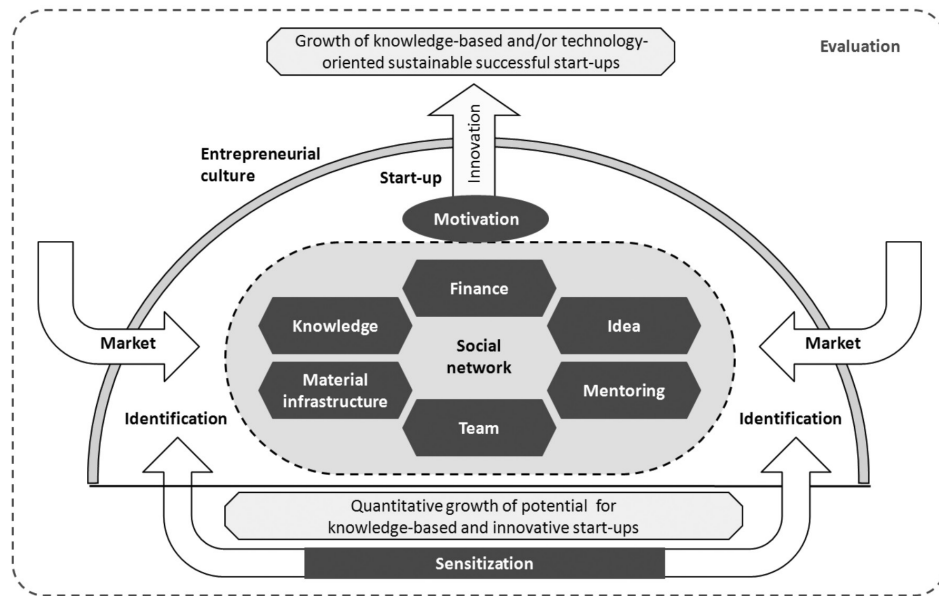 Growth of knowledge-based and/or technology-
oriented sustainable successful start-ups
Evaluation
Entrepreneurial
culture
Start-up
Innovation
Motivation
Finance
Knowledge
Idea
Social
network
Market
Market
Material
infrastructure
Mentoring
Team
Identification
Identification
Quantitative growth of potential for
knowledge-based and innovative start-ups
Sensitization